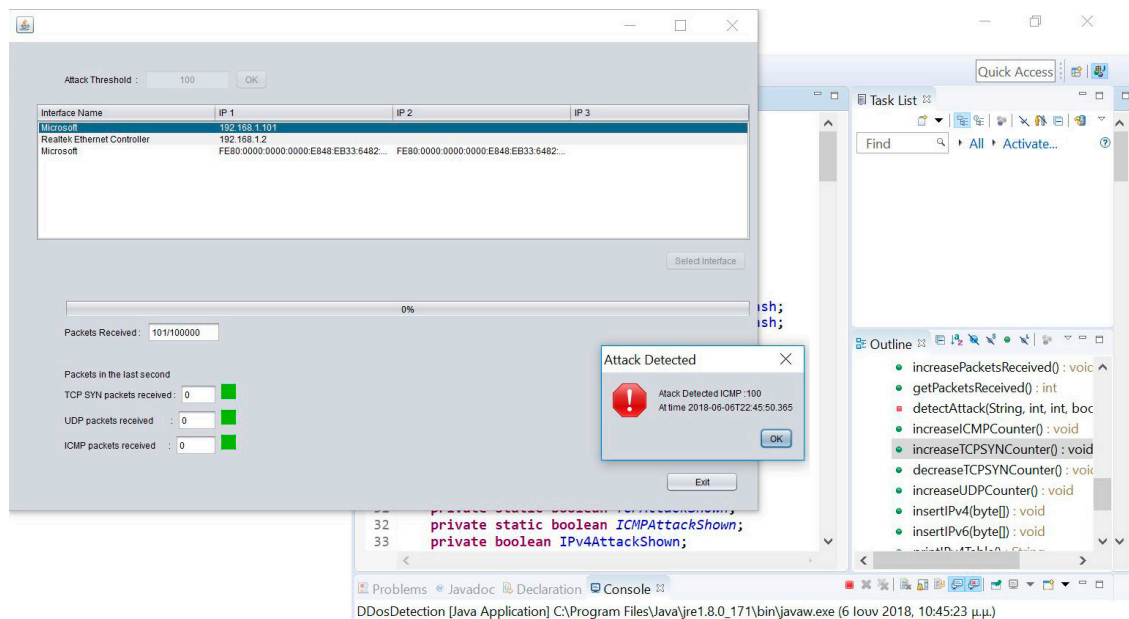 Quick Access
Attack Threshold :
100
OK
Interface Name
IP 1
IP 2
IP 3
Microsoft
192.168.1.101
Realtek Ethernet Controller
192.168.1.2
Microsoft
FE80:0000:0000:0000:E848:EB33:6482:...
FE80:0000:0000:0000:E848:EB33:6482:...
Select Interface
0%
Packets Received :
101/100000
Packets in the last second
TCP SYN packets received :
0
UDP packets received :
0
ICMP packets received :
0
Exit
Attack Detected
Atack Detected ICMP :100
At time 2018-06-06T22:45:50.365
OK
Task List
Find
All
Activate...
ash;
ash;
Outline
increasePacketsReceived() : void
getPacketsReceived() : int
detectAttack(String, int, int, boo
increaseICMPCounter() : void
increaseTCPSYNCounter() : void
decreaseTCPSYNCounter() : voi
increaseUDPCounter() : void
insertIPv4(byte[]) : void
insertIPv6(byte[]) : void
32 private static boolean ICMPAttackShown;
33 private boolean IPv4AttackShown;
Problems
Javadoc
Declaration
Console
DDosDetection [Java Application] C:\Program Files\Java\jre1.8.0_171\bin\javaw.exe (6 Ιουν 2018, 10:45:23 μ.μ.)